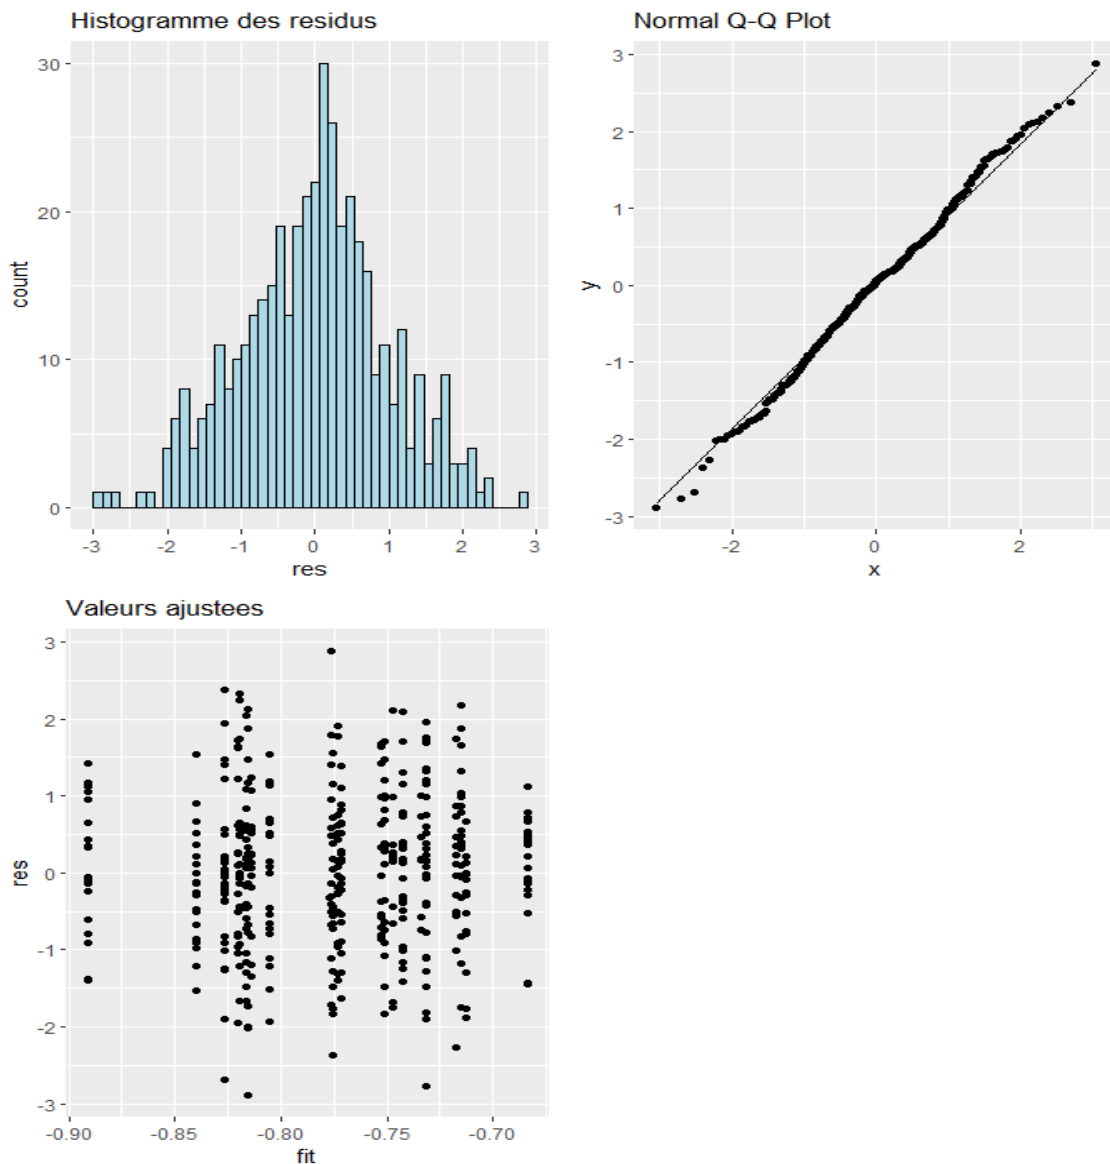 Histogramme des residus
30
20
10
0
count
-3 -2 -1 0 1 2 3
res
Normal Q-Q Plot
3
2
1
0
-1
-2
-3
y
-2 0 2
x
Valeurs ajustees
3
2
1
0
-1
-2
-3
res
-0.90 -0.85 -0.80 -0.75 -0.70
fit